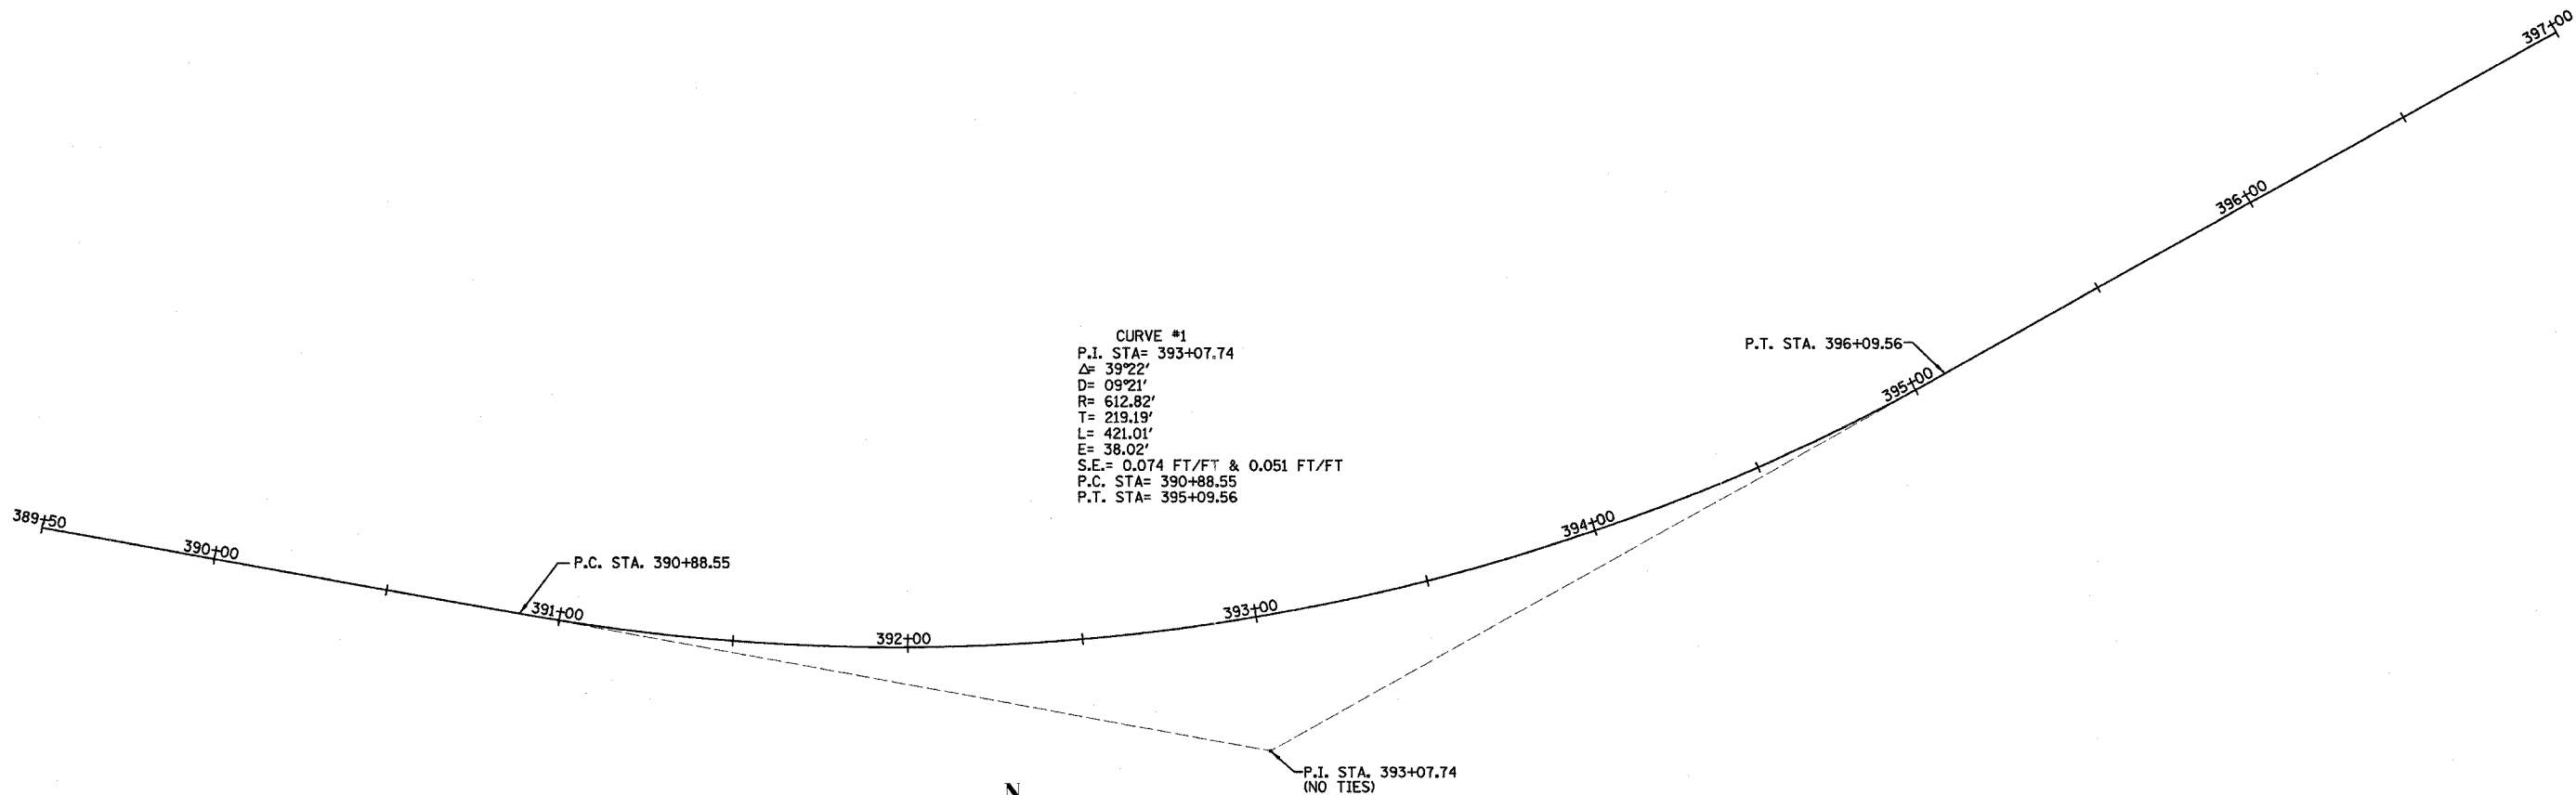 397+00
396+00
CURVE #1
P.I. STA= 393+07.74
Δ= 39°22'
D= 09°21'
R= 612.82'
T= 219.19'
L= 421.01'
E= 38.02'
S.E.= 0.074 FT/FT & 0.051 FT/FT
P.C. STA= 390+88.55
P.T. STA= 395+09.56
P.T. STA. 396+09.56
395+00
389+50
390+00
P.C. STA. 390+88.55
391+00
392+00
393+00
394+00
P.I. STA. 393+07.74
(NO TIES)
N